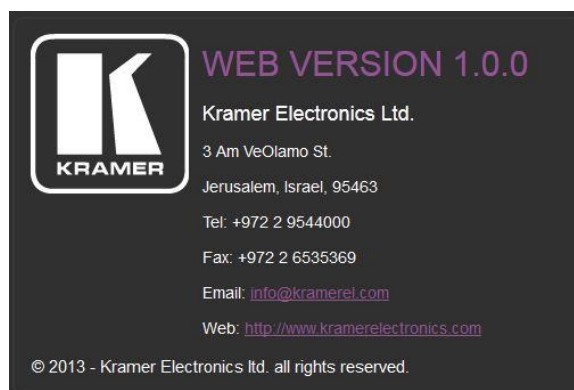 WEB VERSION 1.0.0
KRAMER
Kramer Electronics Ltd.
3 Am VeOlamo St.
Jerusalem, Israel, 95463
Tel: +972 2 9544000
Fax: +972 2 6535369
Email: info@kramerel.com
Web: http://www.kramerelectronics.com
© 2013 - Kramer Electronics ltd. all rights reserved.